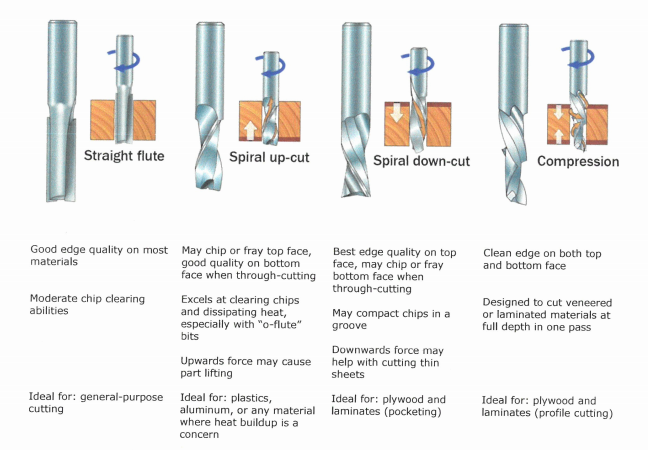 Straight flute
Spiral up-cut
Spiral down-cut
Compression
Good edge quality on most
materials
Moderate chip clearing
abilities
Ideal for: general-purpose
cutting
May chip or fray top face,
good quality on bottom
face when through-cutting
Excels at clearing chips
and dissipating heat,
especially with “o-flute”
bits
Upwards force may cause
part lifting
Ideal for: plastics,
aluminum, or any material
where heat buildup is a
concern
Best edge quality on top
face, may chip or fray
bottom face when
through-cutting
May compact chips in a
groove
Downwards force may
help with cutting thin
sheets
Ideal for: plywood and
laminates (pocketing)
Clean edge on both top
and bottom face
Designed to cut veneered
or laminated materials at
full depth in one pass
Ideal for: plywood and
laminates (profile cutting)